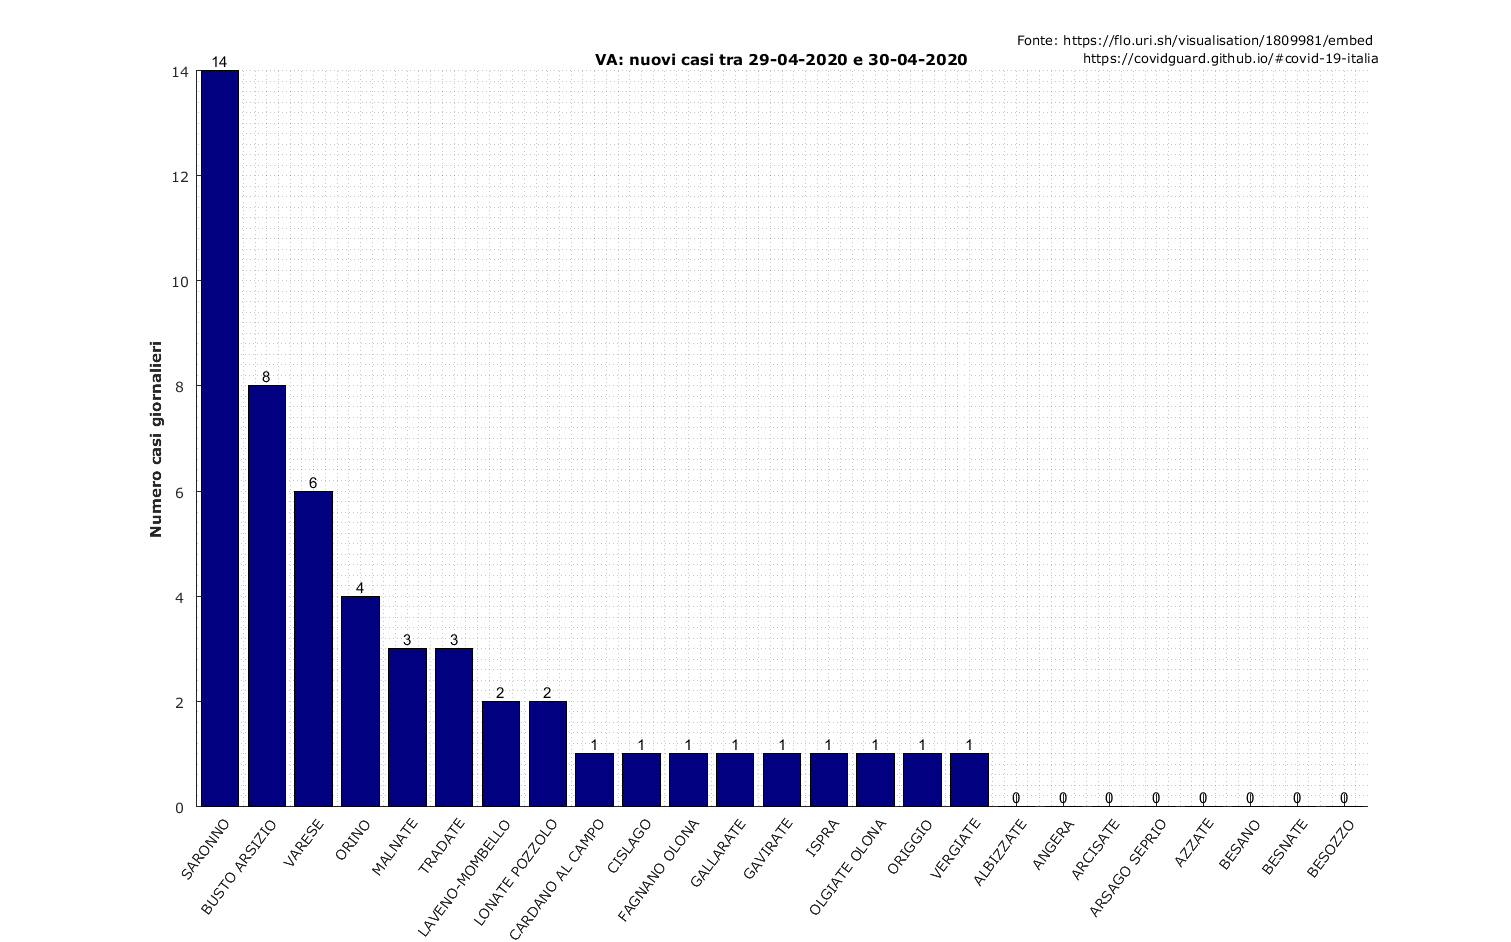 Fonte: https://flo.uri.sh/visualisation/1809981/embed
https://covidguard.github.io/#covid-19-italia
VA: nuovi casi tra 29-04-2020 e 30-04-2020
Numero casi giornalieri
14
12
10
8
6
4
2
0
14
8
6
4
3
3
2
2
1
1
1
1
1
1
1
1
1
0
0
0
0
0
0
0
0
SARONNO
BUSTO ARSIZIO
VARESE
ORINO
MALNATE
TRADATE
LAVENO-MOMBELLO
LONATE POZZOLO
CARDANO AL CAMPO
CISLAGO
FAGNANO OLONA
GALLARATE
GAVIRATE
ISPRA
OLGIATE OLONA
ORIGGIO
VERGIATE
ALBIZZATE
ANGERA
ARCISATE
ARSAGO SEPRIO
AZZATE
BESANO
BESNATE
BESOZZO